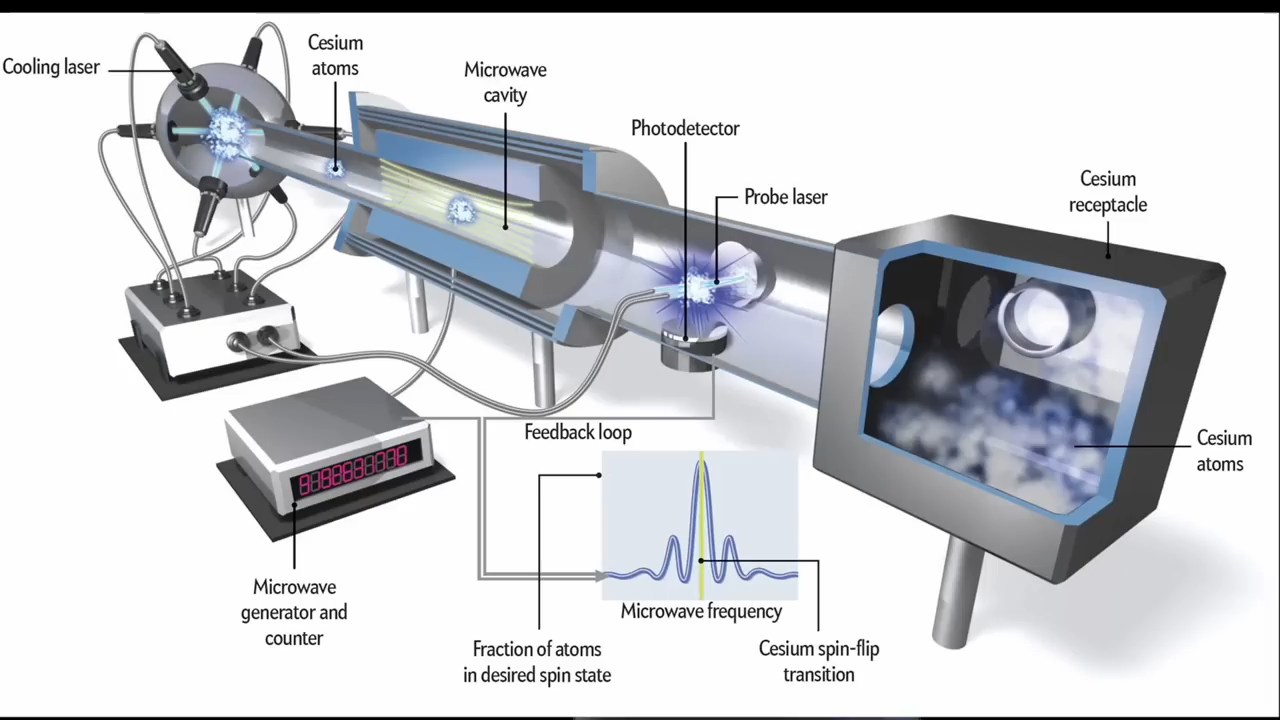 Cooling laser
Cesium
atoms
Microwave
cavity
Photodetector
Probe laser
Cesium
receptacle
Cesium
atoms
Feedback loop
Microwave frequency
Microwave
generator and
counter
Fraction of atoms
in desired spin state
Cesium spin-flip
transition